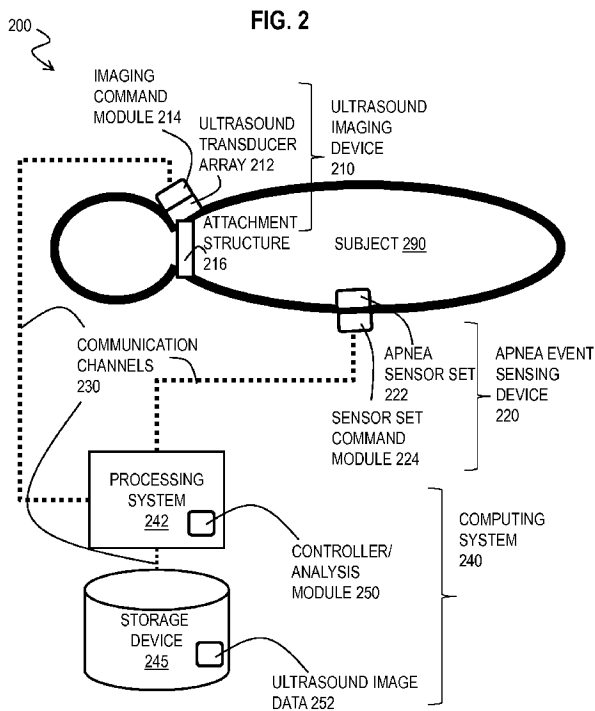 FIG. 2
200
IMAGING
COMMAND
MODULE 214
ULTRASOUND
TRANSDUCER
ARRAY 212
ULTRASOUND
IMAGING
DEVICE
210
ATTACHMENT
STRUCTURE
216
SUBJECT 290
COMMUNICATION
CHANNELS
230
APNEA
SENSOR SET
222
SENSOR SET
COMMAND
MODULE 224
APNEA EVENT
SENSING
DEVICE
220
PROCESSING
SYSTEM
242
CONTROLLER/
ANALYSIS
MODULE 250
COMPUTING
SYSTEM
240
STORAGE
DEVICE
245
ULTRASOUND IMAGE
DATA 252